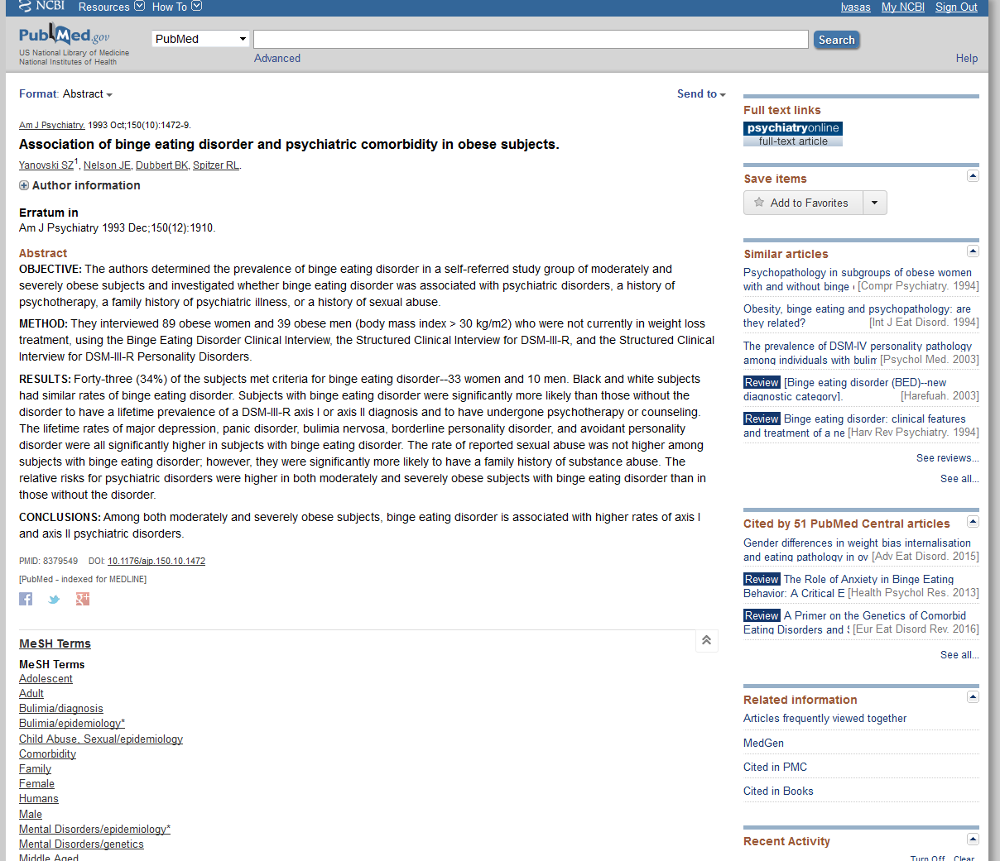 NCBI Resources How To
lvasas My NCBI Sign Out
PubMed.gov
US National Library of Medicine
National Institutes of Health
PubMed
Search
Advanced
Help
Format: Abstract
Send to
Am J Psychiatry. 1993 Oct;150(10):1472-9.
Association of binge eating disorder and psychiatric comorbidity in obese subjects.
Yanovski SZ1, Nelson JE, Dubbert BK, Spitzer RL.
Author information
Erratum in
Am J Psychiatry 1993 Dec;150(12):1910.
Abstract
OBJECTIVE: The authors determined the prevalence of binge eating disorder in a self-referred study group of moderately and
severely obese subjects and investigated whether binge eating disorder was associated with psychiatric disorders, a history of
psychotherapy, a family history of psychiatric illness, or a history of sexual abuse.
METHOD: They interviewed 89 obese women and 39 obese men (body mass index > 30 kg/m2) who were not currently in weight loss
treatment, using the Binge Eating Disorder Clinical Interview, the Structured Clinical Interview for DSM-III-R, and the Structured Clinical
Interview for DSM-III-R Personality Disorders.
RESULTS: Forty-three (34%) of the subjects met criteria for binge eating disorder--33 women and 10 men. Black and white subjects
had similar rates of binge eating disorder. Subjects with binge eating disorder were significantly more likely than those without the
disorder to have a lifetime prevalence of a DSM-III-R axis I or axis II diagnosis and to have undergone psychotherapy or counseling.
The lifetime rates of major depression, panic disorder, bulimia nervosa, borderline personality disorder, and avoidant personality
disorder were all significantly higher in subjects with binge eating disorder. The rate of reported sexual abuse was not higher among
subjects with binge eating disorder; however, they were significantly more likely to have a family history of substance abuse. The
relative risks for psychiatric disorders were higher in both moderately and severely obese subjects with binge eating disorder than in
those without the disorder.
CONCLUSIONS: Among both moderately and severely obese subjects, binge eating disorder is associated with higher rates of axis I
and axis II psychiatric disorders.
PMID: 8379549 DOI: 10.1176/ajp.150.10.1472
[PubMed - indexed for MEDLINE]
MeSH Terms
MeSH Terms
Adolescent
Adult
Bulimia/diagnosis
Bulimia/epidemiology*
Child Abuse, Sexual/epidemiology
Comorbidity
Family
Female
Humans
Male
Mental Disorders/epidemiology*
Mental Disorders/genetics
Middle Aged
Full text links
psychiatryonline
full-text article
Save items
Add to Favorites
Similar articles
Psychopathology in subgroups of obese women
with and without binge [Compr Psychiatry. 1994]
Obesity, binge eating and psychopathology: are
they related? [Int J Eat Disord. 1994]
The prevalence of DSM-IV personality pathology
among individuals with bulim [Psychol Med. 2003]
Review [Binge eating disorder (BED)--new
diagnostic category]. [Harefuah. 2003]
Review Binge eating disorder: clinical features
and treatment of a ne [Harv Rev Psychiatry. 1994]
See reviews...
See all...
Cited by 51 PubMed Central articles
Gender differences in weight bias internalisation
and eating pathology in ov [Adv Eat Disord. 2015]
Review The Role of Anxiety in Binge Eating
Behavior: A Critical E [Health Psychol Res. 2013]
Review A Primer on the Genetics of Comorbid
Eating Disorders and S [Eur Eat Disord Rev. 2016]
See all...
Related information
Articles frequently viewed together
MedGen
Cited in PMC
Cited in Books
Recent Activity
Turn Off Clear